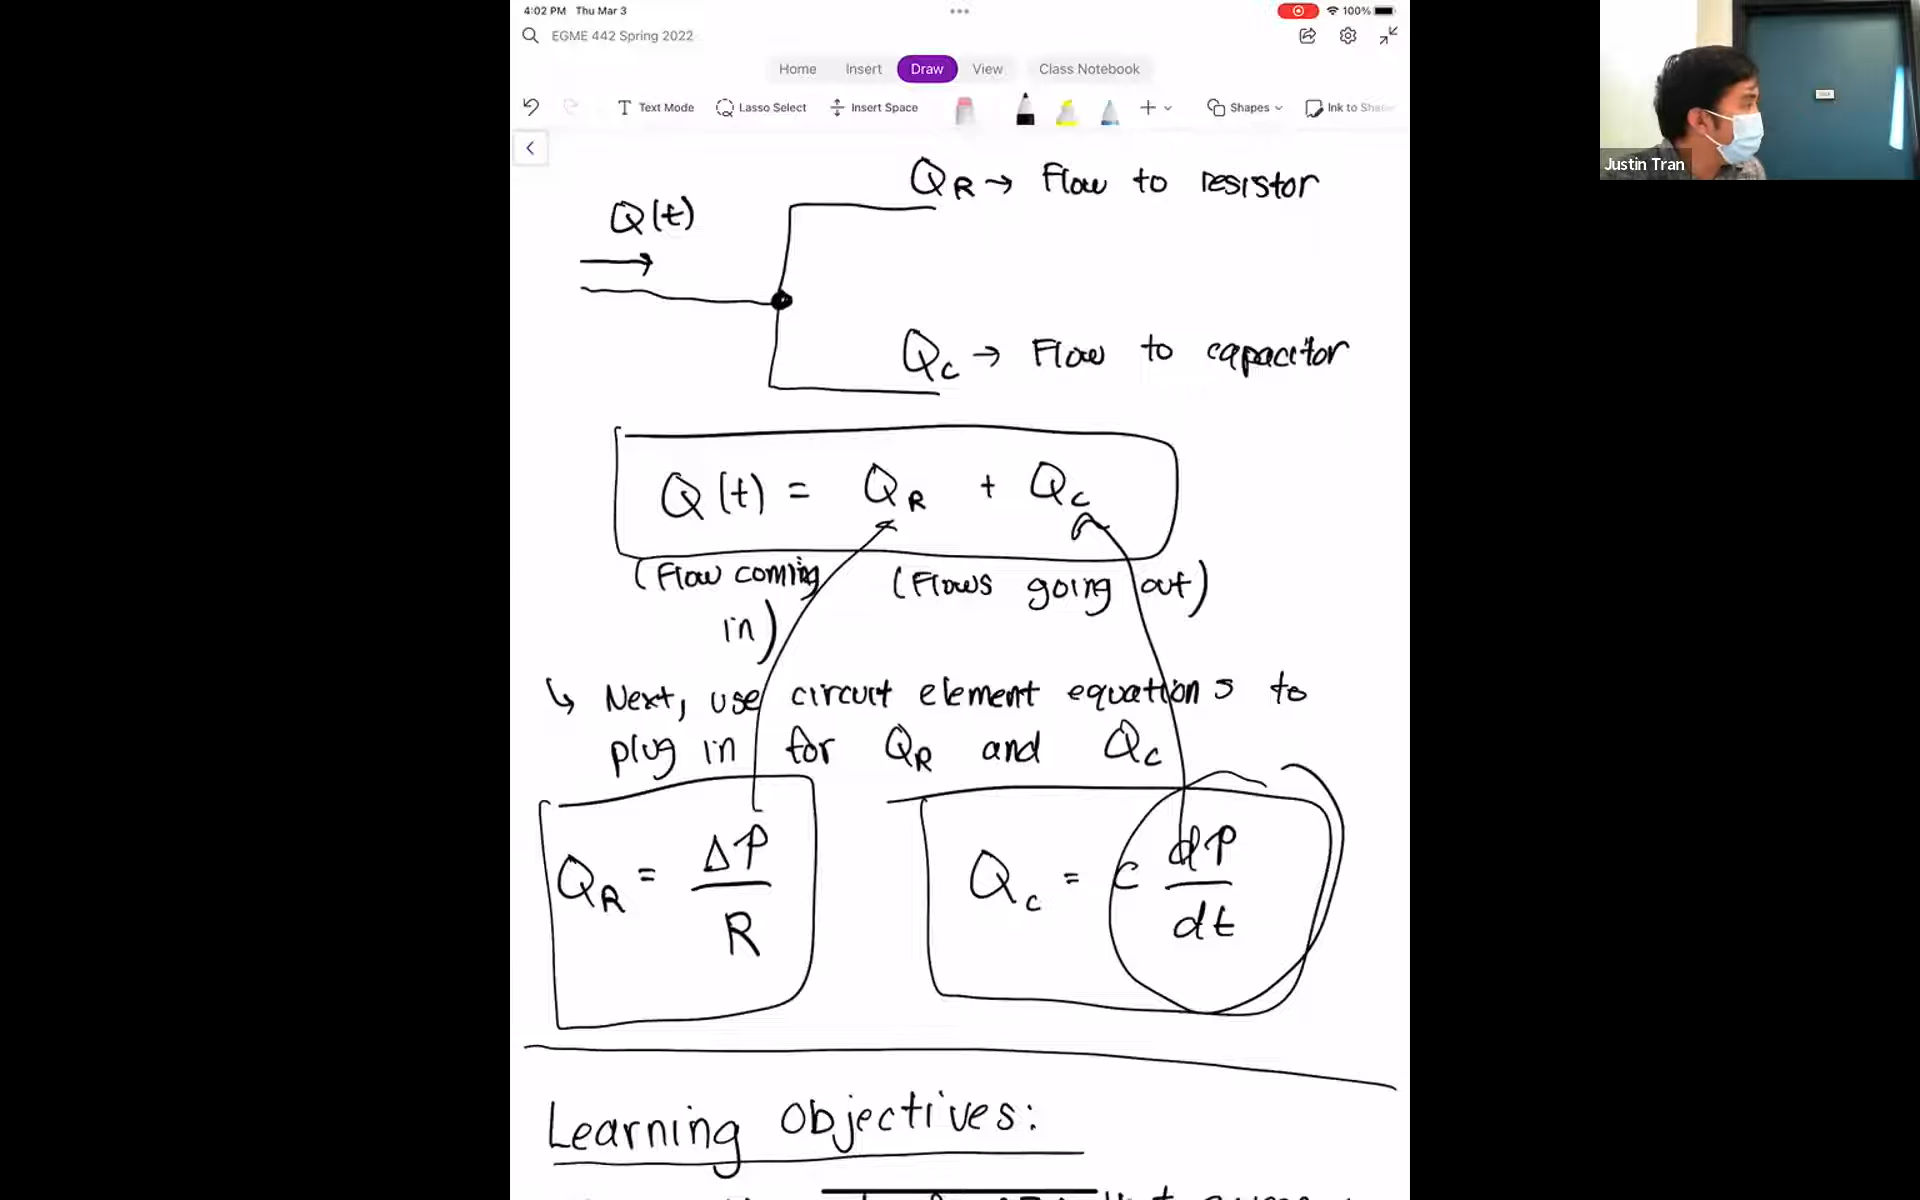 4:02 PM Thu Mar 3
100%
EGME 442 Spring 2022
Home Insert Draw View Class Notebook
Text Mode Lasso Select Insert Space Shapes Ink to Sha
Justin Tran
Q(t)
QR → Flow to resistor
Qc → Flow to capacitor
Q(t) = QR + Qc
(Flow coming in)
(Flows going out)
↳ Next, use circuit element equations to
plug in for QR and Qc
QR = ΔP/R
Qc = C dP/dt
Learning Objectives: